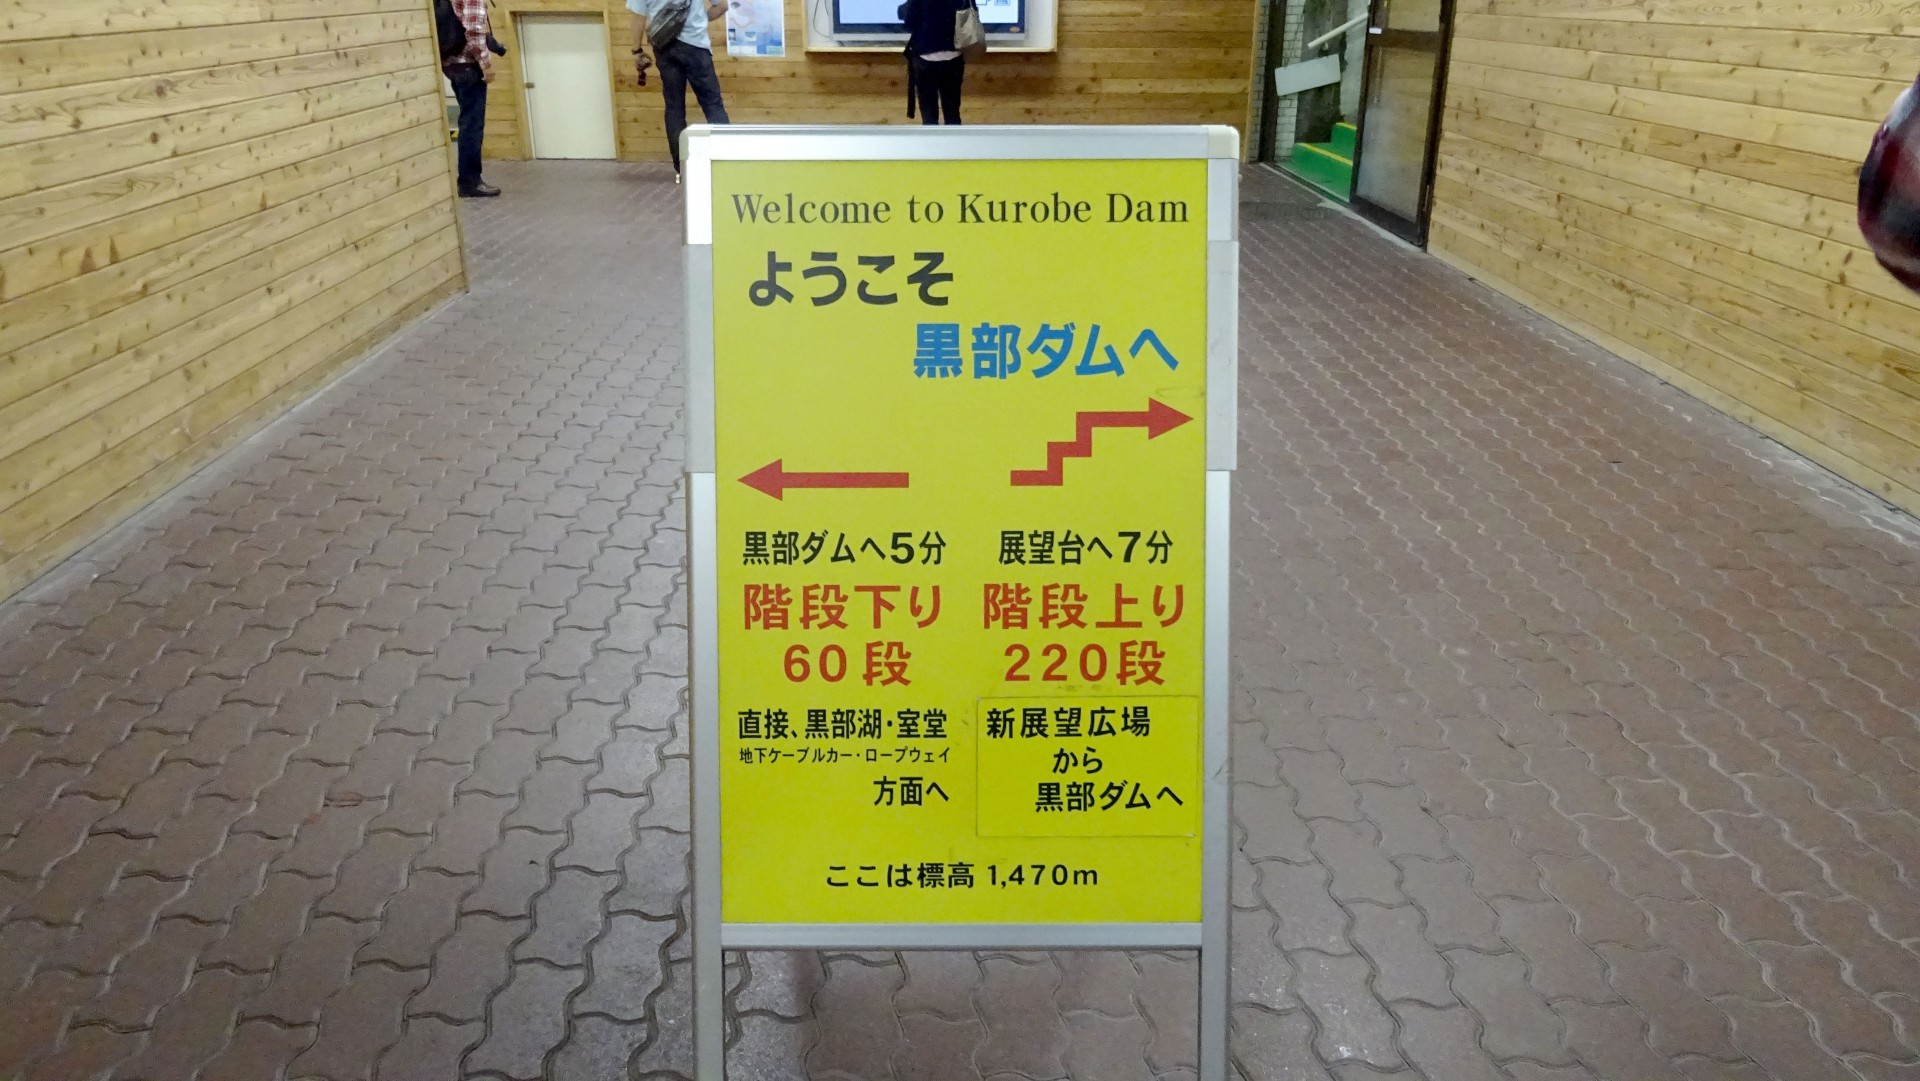 Welcome to Kurobe Dam
ようこそ
黒部ダムへ
黒部ダムへ5分
階段下り
60段
直接、黒部湖・室堂
地下ケーブルカー・ロープウェイ
方面へ
展望台へ7分
階段上り
220段
新展望広場
から
黒部ダムへ
ここは標高 1,470m